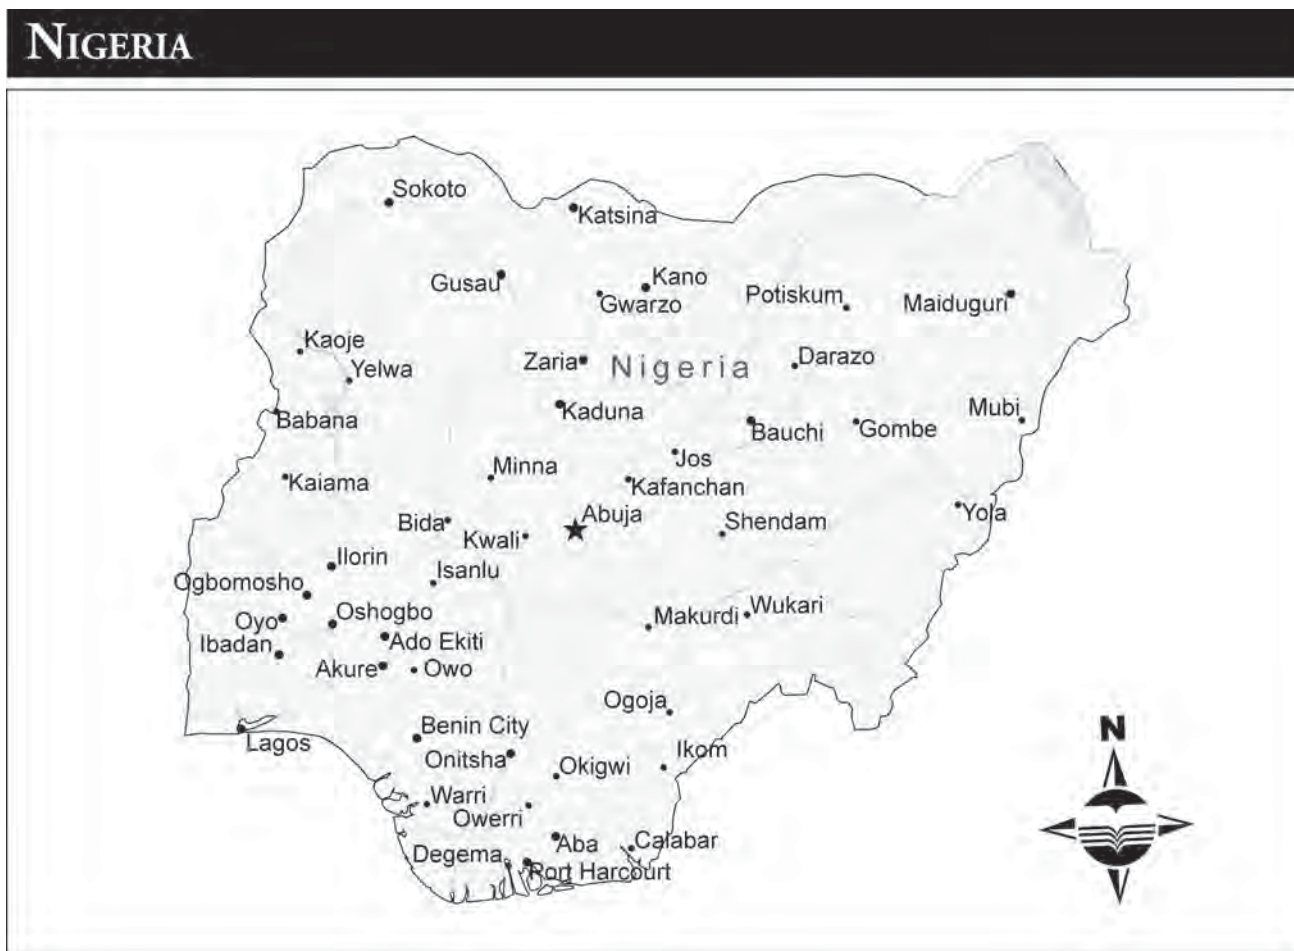 NIGERIA
Sokoto
Katsina
Gusau
Kano
Gwarzo
Potiskum
Maiduguri
Kaoje
Yelwa
Zaria
Nigeria
Darazo
Babana
Kaduna
Bauchi
Gombe
Mubi
Kaiama
Minna
Jos
Kafanchan
Abuja
Bida
Kwali
Shendam
Yola
Ilorin
Isanlu
Ogbomosho
Oyo
Oshogbo
Makurdi
Wukari
Ibadan
Ado Ekiti
Akure
Owo
Ogoja
Lagos
Benin City
Onitsha
Okigwi
Ikom
N
Warri
Owerri
Aba
Calabar
Degema
Port Harcourt